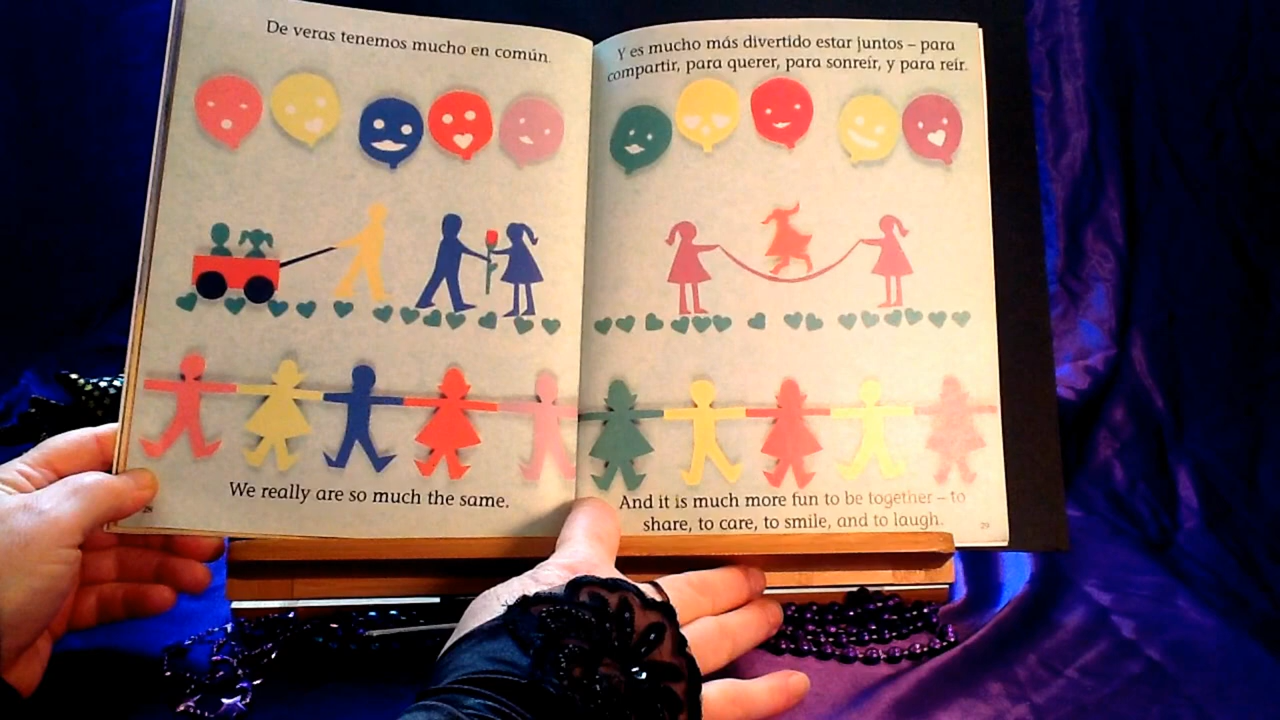 De veras tenemos mucho en común.
We really are so much the same.
28
Y es mucho más divertido estar juntos – para
compartir, para querer, para sonreír, y para reír.
And it is much more fun to be together – to
share, to care, to smile, and to laugh.
29